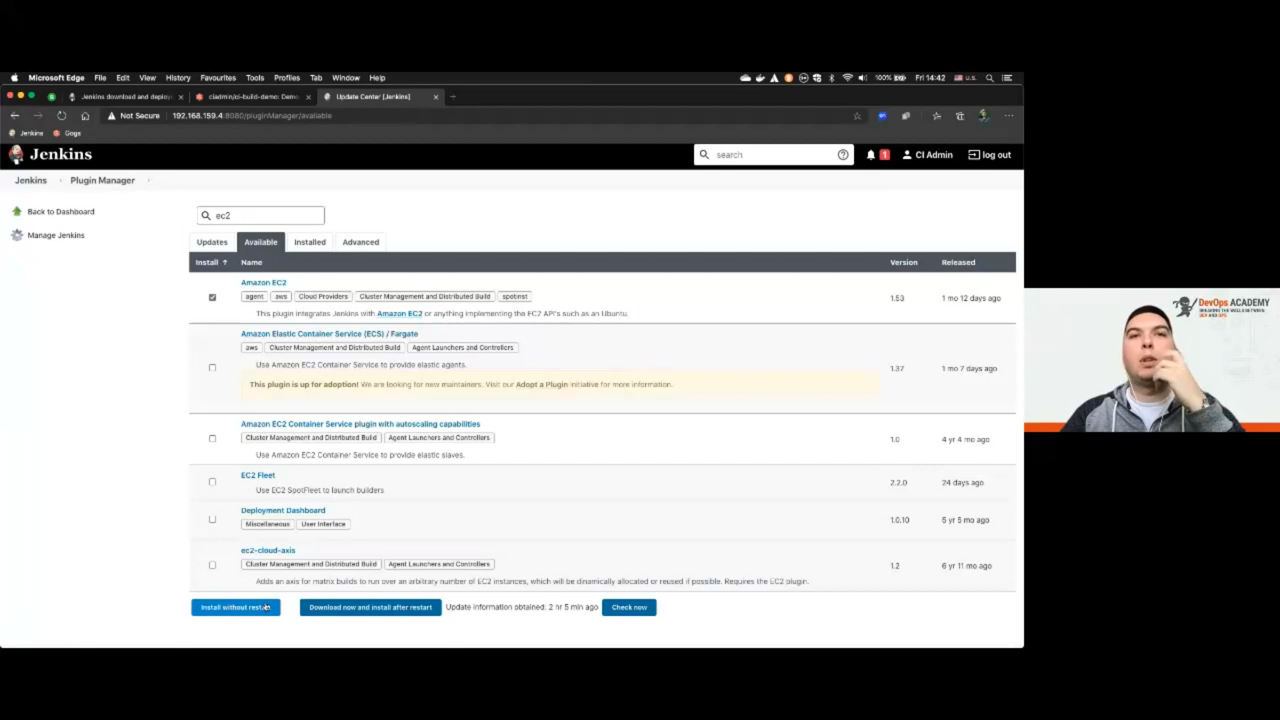 Microsoft Edge File Edit View History Favourites Tools Profiles Tab Window Help 100% Fri 14:42 U.S.
Jenkins download and deploy ciadmin/ci-build-demo: Demo Update Center [Jenkins]
Not Secure 192.168.159.4:8080/pluginManager/available
Jenkins Gogs
Jenkins search 1 CI Admin log out
Jenkins Plugin Manager
Back to Dashboard
Manage Jenkins
ec2
Updates Available Installed Advanced
Install ? Name Version Released
Amazon EC2
agent aws Cloud Providers Cluster Management and Distributed Build spotinst
1.53 1 mo 12 days ago
This plugin integrates Jenkins with Amazon EC2 or anything implementing the EC2 API's such as an Ubuntu.
Amazon Elastic Container Service (ECS) / Fargate
aws Cluster Management and Distributed Build Agent Launchers and Controllers
Use Amazon EC2 Container Service to provide elastic agents.
1.37 1 mo 7 days ago
This plugin is up for adoption! We are looking for new maintainers. Visit our Adopt a Plugin initiative for more information.
Amazon EC2 Container Service plugin with autoscaling capabilities
Cluster Management and Distributed Build Agent Launchers and Controllers
1.0 4 yr 4 mo ago
Use Amazon EC2 Container Service to provide elastic slaves.
EC2 Fleet
2.2.0 24 days ago
Use EC2 SpotFleet to launch builders
Deployment Dashboard
1.0.10 5 yr 5 mo ago
Miscellaneous User Interface
ec2-cloud-axis
Cluster Management and Distributed Build Agent Launchers and Controllers
1.2 6 yr 11 mo ago
Adds an axis for matrix builds to run over an arbitrary number of EC2 instances, which will be dynamically allocated or reused if possible. Requires the EC2 plugin.
Install without restart Download now and install after restart Update information obtained: 2 hr 5 min ago Check now
DevOps ACADEMY
BREAKING THE WALLS BETWEEN
DEV AND OPS